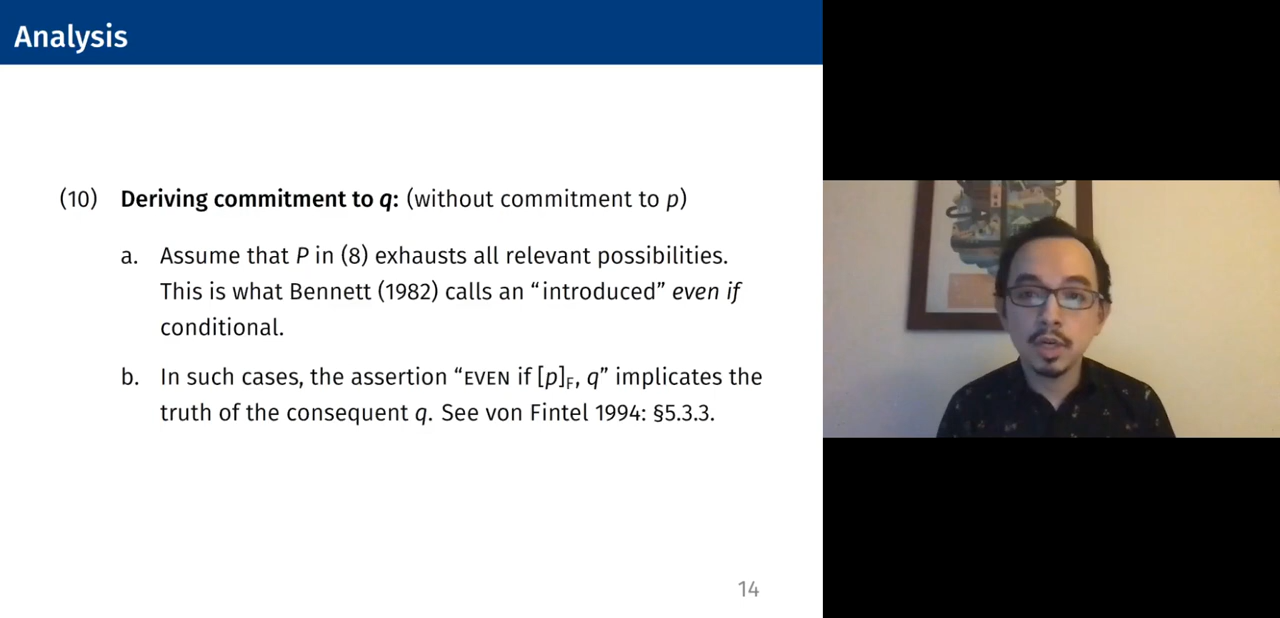 Analysis
(10) Deriving commitment to q: (without commitment to p)
a. Assume that P in (8) exhausts all relevant possibilities.
This is what Bennett (1982) calls an “introduced” even if
conditional.
b. In such cases, the assertion “EVEN if [p]F, q” implicates the
truth of the consequent q. See von Fintel 1994: §5.3.3.
14